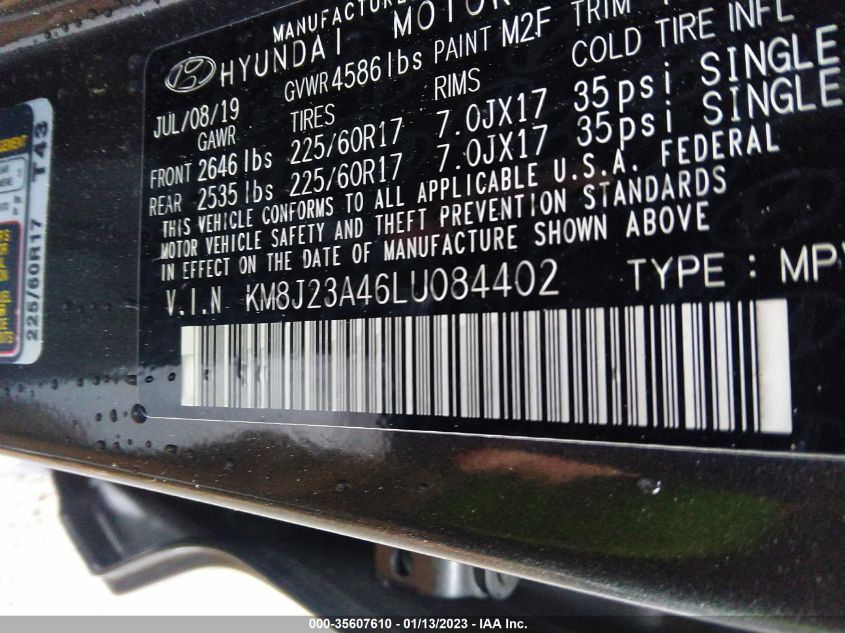 MANUFACTURE
HYUNDAI MOTOR
JUL/08/19 GVWR 4586 lbs PAINT M2F TRIM
GAWR TIRES RIMS COLD TIRE INFL
FRONT 2646 lbs 225/60R17 7.0JX17 35psi SINGLE
REAR 2535 lbs 225/60R17 7.0JX17 35psi SINGLE
THIS VEHICLE CONFORMS TO ALL APPLICABLE U.S.A. FEDERAL
MOTOR VEHICLE SAFETY AND THEFT PREVENTION STANDARDS
IN EFFECT ON THE DATE OF MANUFACTURE SHOWN ABOVE
V.I.N KM8J23A46LU084402 TYPE : MPV
225/60R17 T43
000-35607610 - 01/13/2023 - IAA Inc.